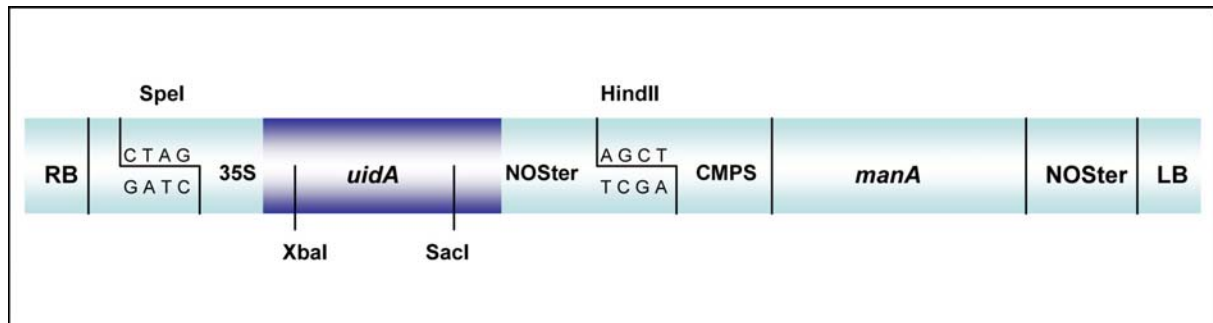 SpeI HindII
CTAG AGCT
RB 35S uidA NOSter CMPS manA NOSter LB
GATC TCGA
XbaI SacI